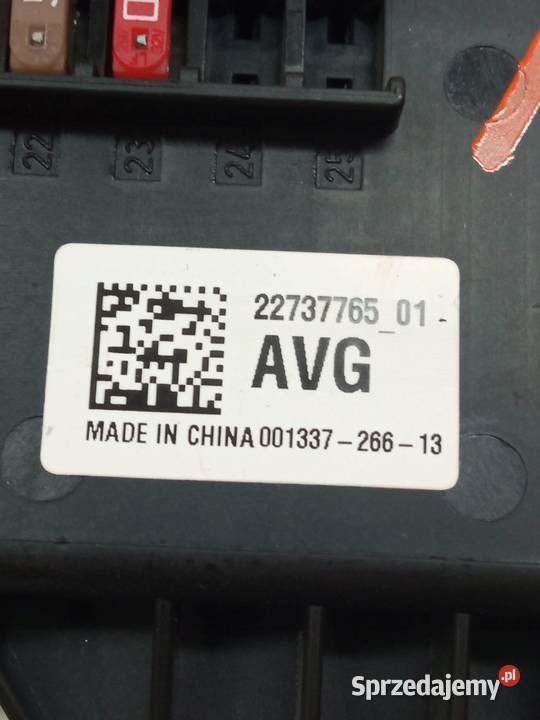 22 23 24 25
22737765_01 -
AVG
MADE IN CHINA 001337-266-13
Sprzedajemy.pl